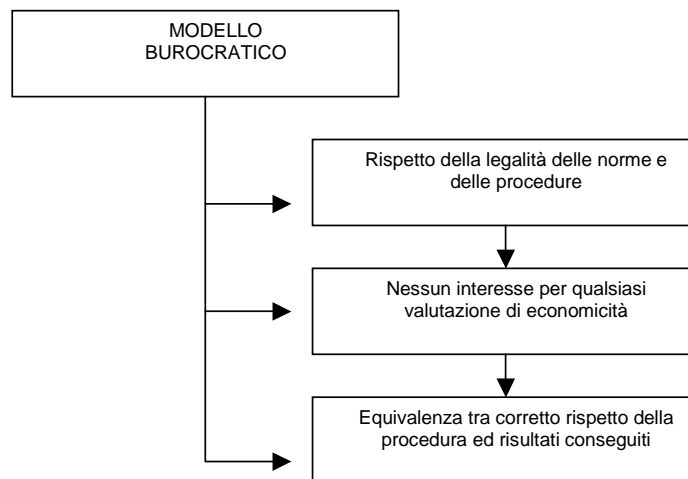 MODELLO
BUROCRATICO
Rispetto della legalità delle norme e
delle procedure
Nessun interesse per qualsiasi
valutazione di economicità
Equivalenza tra corretto rispetto della
procedura ed risultati conseguiti